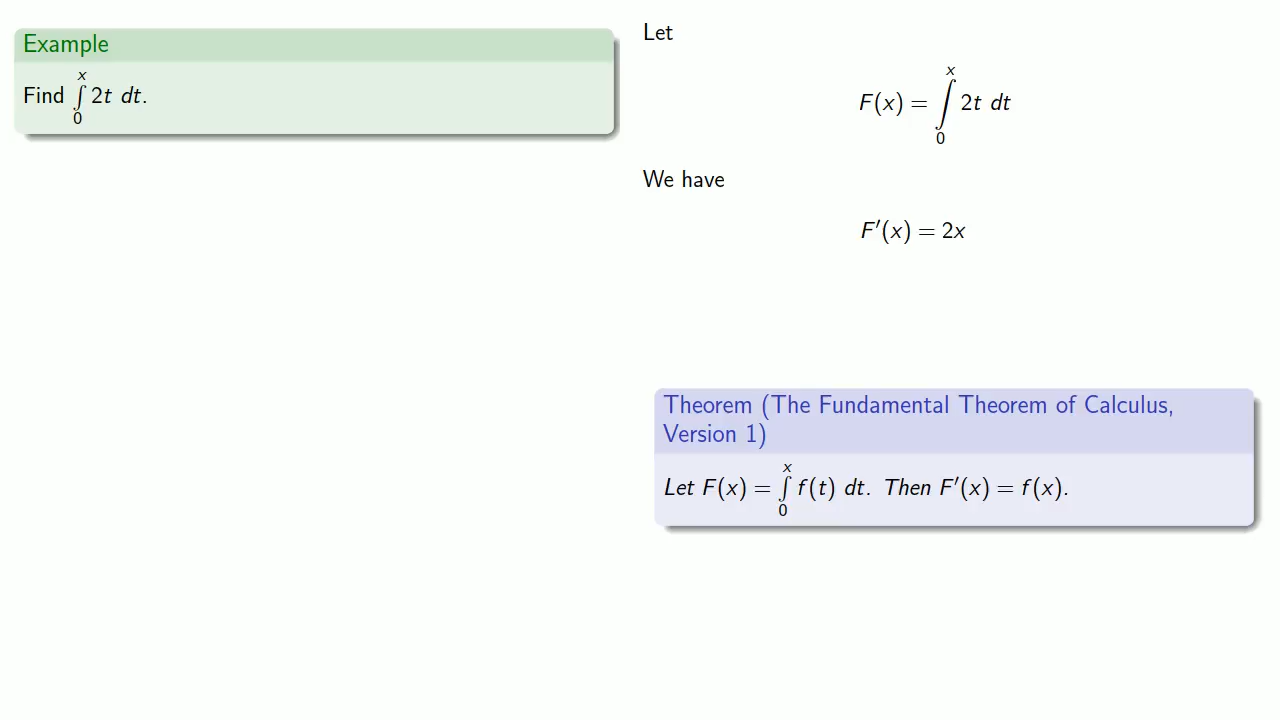 Example
Find ∫₀ˣ 2t dt.
Let
F(x) = ∫₀ˣ 2t dt
We have
F′(x) = 2x
Theorem (The Fundamental Theorem of Calculus,
Version 1)
Let F(x) = ∫₀ˣ f(t) dt. Then F′(x) = f(x).